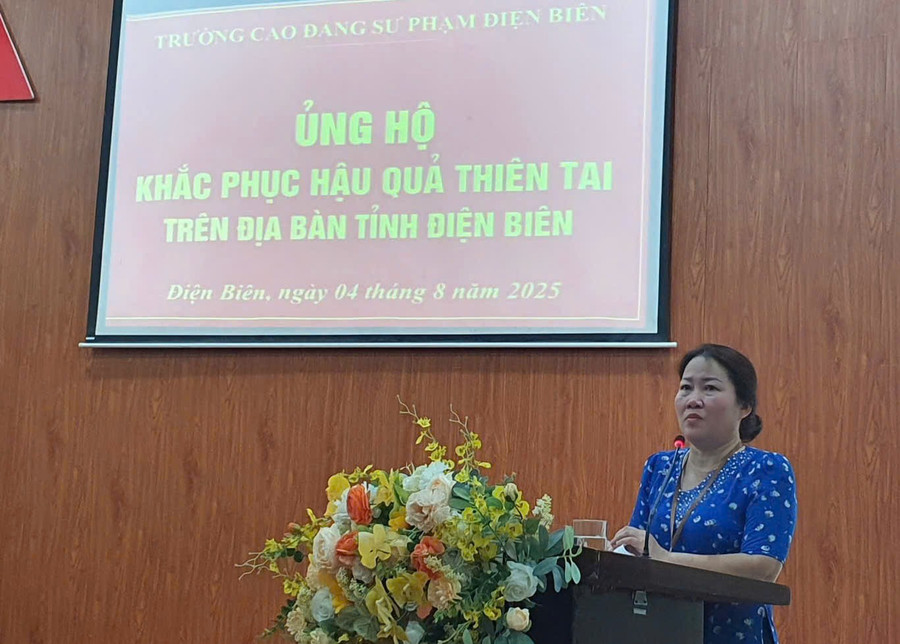 TRƯỜNG CAO ĐẲNG SƯ PHẠM ĐIỆN BIÊN
ỦNG HỘ
KHẮC PHỤC HẬU QUẢ THIÊN TAI
TRÊN ĐỊA BÀN TỈNH ĐIỆN BIÊN
Điện Biên, ngày 04 tháng 8 năm 2025